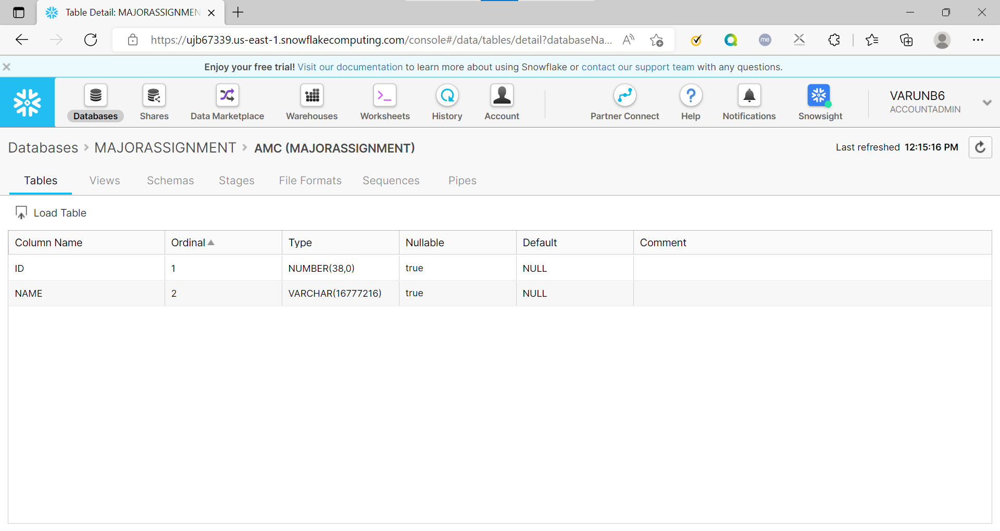 Table Detail: MAJORASSIGNMEN
https://ujb67339.us-east-1.snowflakecomputing.com/console#/data/tables/detail?databaseNa...
me
Enjoy your free trial! Visit our documentation to learn more about using Snowflake or contact our support team with any questions.
Databases
Shares
Data Marketplace
Warehouses
Worksheets
History
Account
Partner Connect
Help
Notifications
Snowsight
VARUNB6
ACCOUNTADMIN
Databases > MAJORASSIGNMENT > AMC (MAJORASSIGNMENT)
Last refreshed 12:15:16 PM
Tables Views Schemas Stages File Formats Sequences Pipes
Load Table
Column Name Ordinal Type Nullable Default Comment
ID 1 NUMBER(38,0) true NULL
NAME 2 VARCHAR(16777216) true NULL